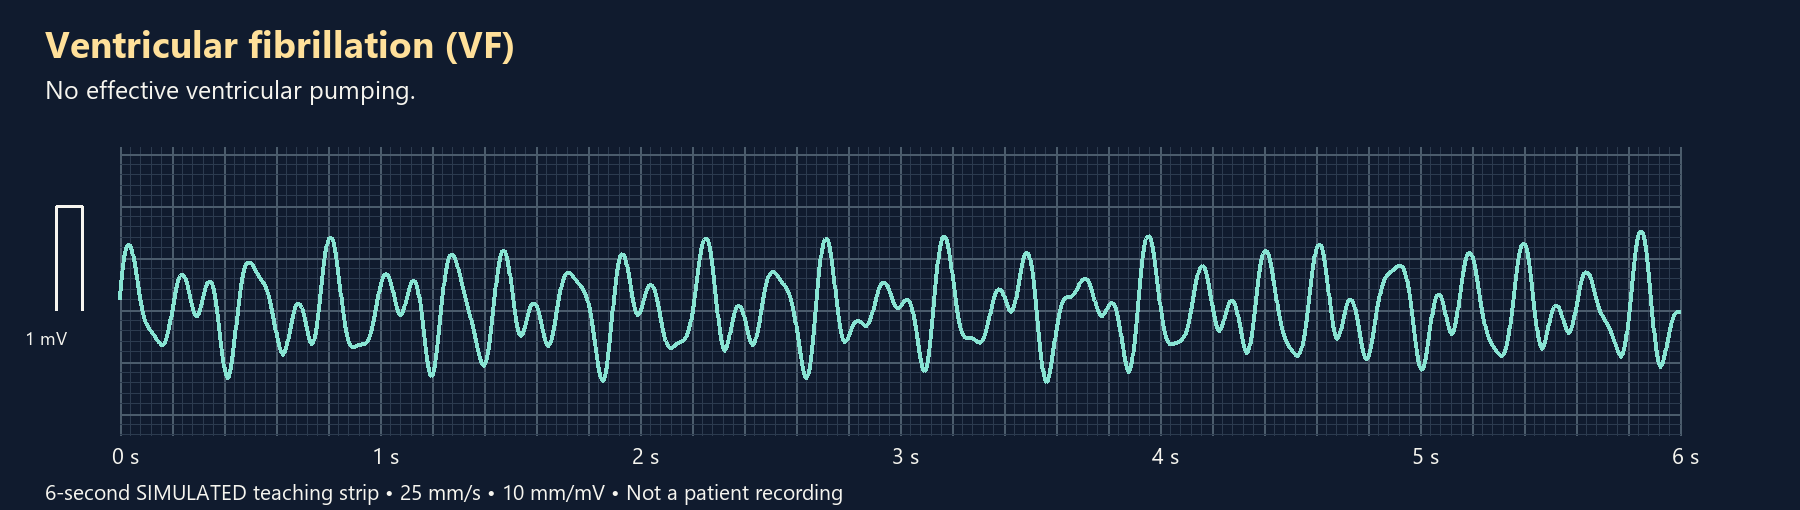 Ventricular fibrillation (VF)
No effective ventricular pumping.
1 mV
0 s 1 s 2 s 3 s 4 s 5 s 6 s
6-second SIMULATED teaching strip • 25 mm/s • 10 mm/mV • Not a patient recording